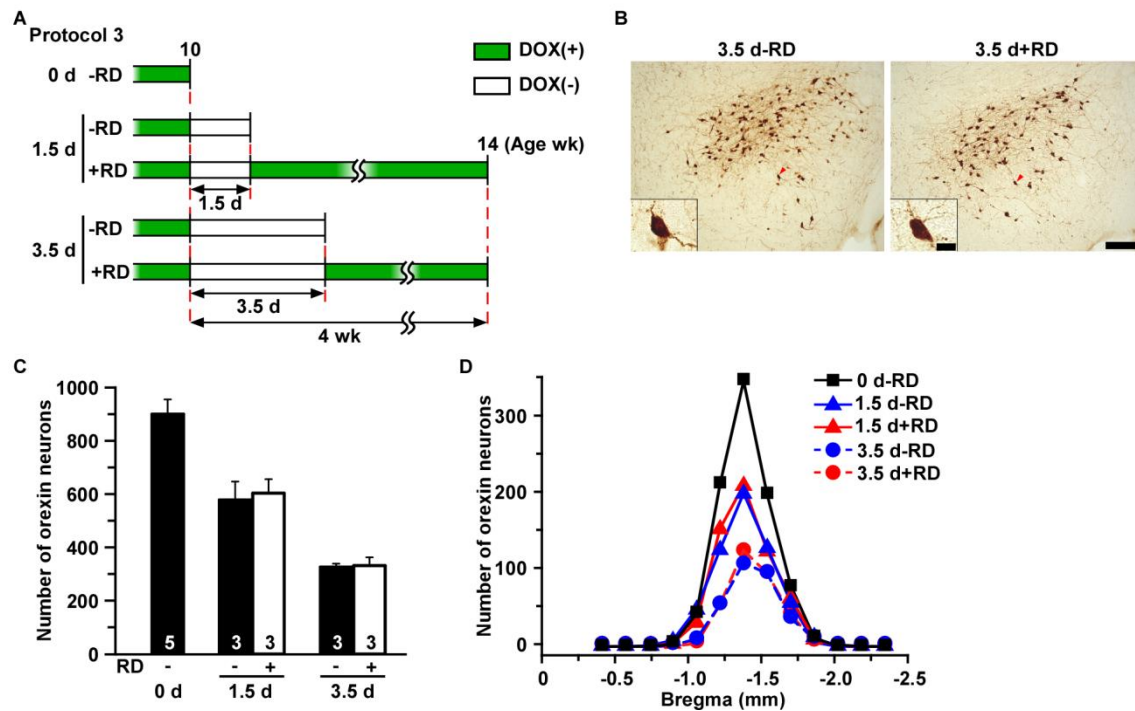 A
Protocol 3
10
0 d -RD
DOX(+)
DOX(-)
-RD
1.5 d
+RD
14 (Age wk)
1.5 d
-RD
3.5 d
+RD
3.5 d
4 wk
B
3.5 d-RD
3.5 d+RD
C
Number of orexin neurons
1000
800
600
400
200
0
5 3 3 3 3
RD - - + - +
0 d 1.5 d 3.5 d
D
Number of orexin neurons
300
200
100
0
0 -0.5 -1.0 -1.5 -2.0 -2.5
Bregma (mm)
0 d-RD
1.5 d-RD
1.5 d+RD
3.5 d-RD
3.5 d+RD